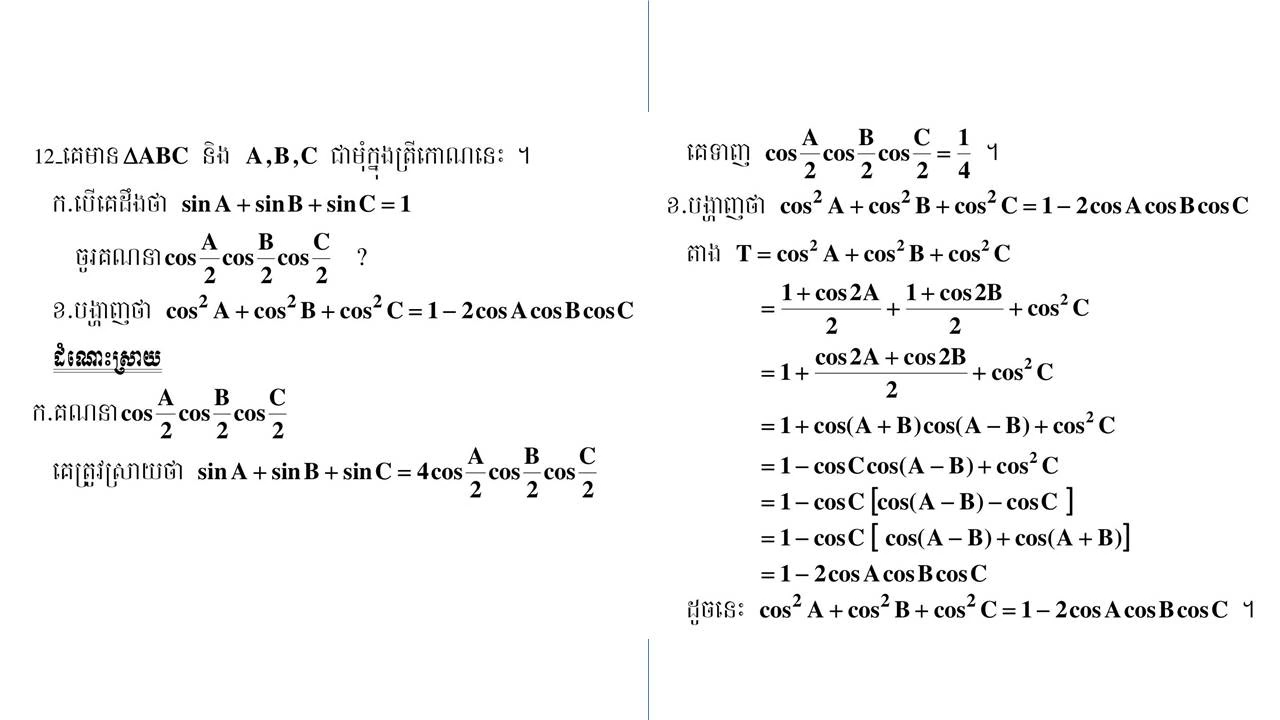 12_គេមាន ΔABC និង A , B , C ជាមុំក្នុងត្រីកោណនេះ ។
ក.បើគេដឹងថា sin A + sin B + sin C = 1
ចូរគណនា cos A/2 cos B/2 cos C/2 ?
ខ.បង្ហាញថា cos² A + cos² B + cos² C = 1 − 2cos A cos B cos C
ដំណោះស្រាយ
ក.គណនា cos A/2 cos B/2 cos C/2
គេត្រូវស្រាយថា sin A + sin B + sin C = 4cos A/2 cos B/2 cos C/2
គេទាញ cos A/2 cos B/2 cos C/2 = 1/4 ។
ខ.បង្ហាញថា cos² A + cos² B + cos² C = 1 − 2cos A cos B cos C
តាង T = cos² A + cos² B + cos² C
= (1 + cos 2A)/2 + (1 + cos 2B)/2 + cos² C
= 1 + (cos 2A + cos 2B)/2 + cos² C
= 1 + cos(A + B)cos(A − B) + cos² C
= 1 − cos C cos(A − B) + cos² C
= 1 − cos C [cos(A − B) − cos C ]
= 1 − cos C [ cos(A − B) + cos(A + B)]
= 1 − 2cos A cos B cos C
ដូចនេះ cos² A + cos² B + cos² C = 1 − 2cos A cos B cos C ។